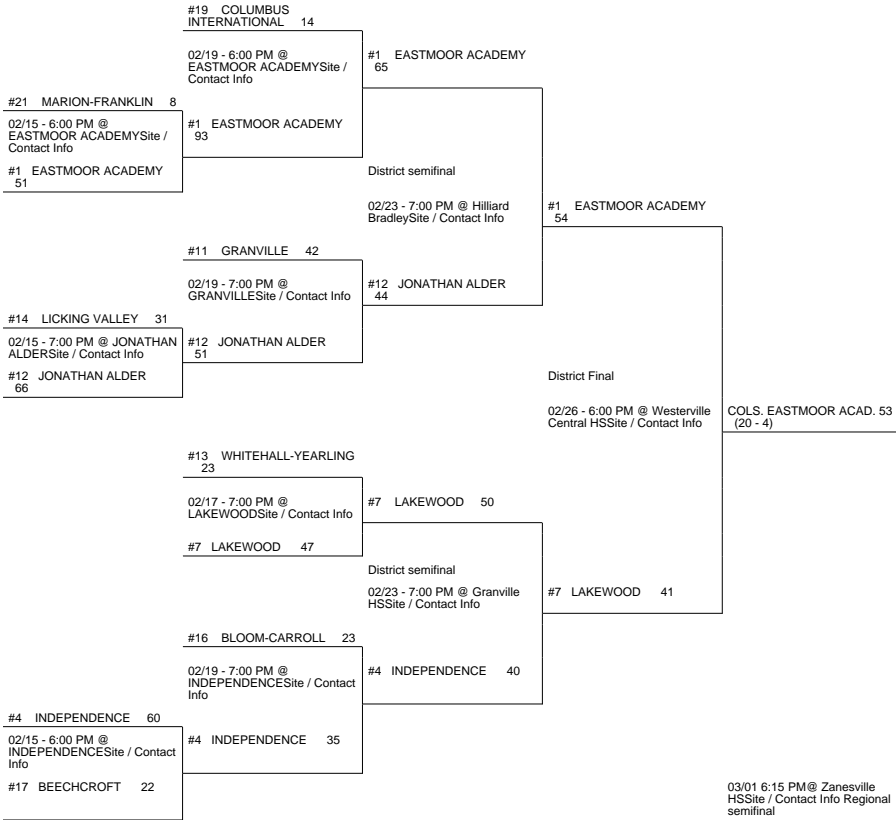 #19 COLUMBUS
INTERNATIONAL 14
02/19 - 6:00 PM @
EASTMOOR ACADEMYSite /
Contact Info
#1 EASTMOOR ACADEMY
65
#21 MARION-FRANKLIN 8
02/15 - 6:00 PM @
EASTMOOR ACADEMYSite /
Contact Info
#1 EASTMOOR ACADEMY
93
#1 EASTMOOR ACADEMY
51
District semifinal
02/23 - 7:00 PM @ Hilliard
BradleySite / Contact Info
#1 EASTMOOR ACADEMY
54
#11 GRANVILLE 42
02/19 - 7:00 PM @
GRANVILLESite / Contact Info
#12 JONATHAN ALDER
44
#14 LICKING VALLEY 31
02/15 - 7:00 PM @ JONATHAN
ALDERSite / Contact Info
#12 JONATHAN ALDER
51
#12 JONATHAN ALDER
66
District Final
02/26 - 6:00 PM @ Westerville
Central HSSite / Contact Info
COLS. EASTMOOR ACAD. 53
(20 - 4)
#13 WHITEHALL-YEARLING
23
02/17 - 7:00 PM @
LAKEWOODSite / Contact Info
#7 LAKEWOOD 50
#7 LAKEWOOD 47
District semifinal
02/23 - 7:00 PM @ Granville
HSSite / Contact Info
#7 LAKEWOOD 41
#16 BLOOM-CARROLL 23
02/19 - 7:00 PM @
INDEPENDENCESite / Contact
Info
#4 INDEPENDENCE 40
#4 INDEPENDENCE 60
02/15 - 6:00 PM @
INDEPENDENCESite / Contact
Info
#4 INDEPENDENCE 35
#17 BEECHCROFT 22
03/01 6:15 PM@ Zanesville
HSSite / Contact Info Regional
semifinal